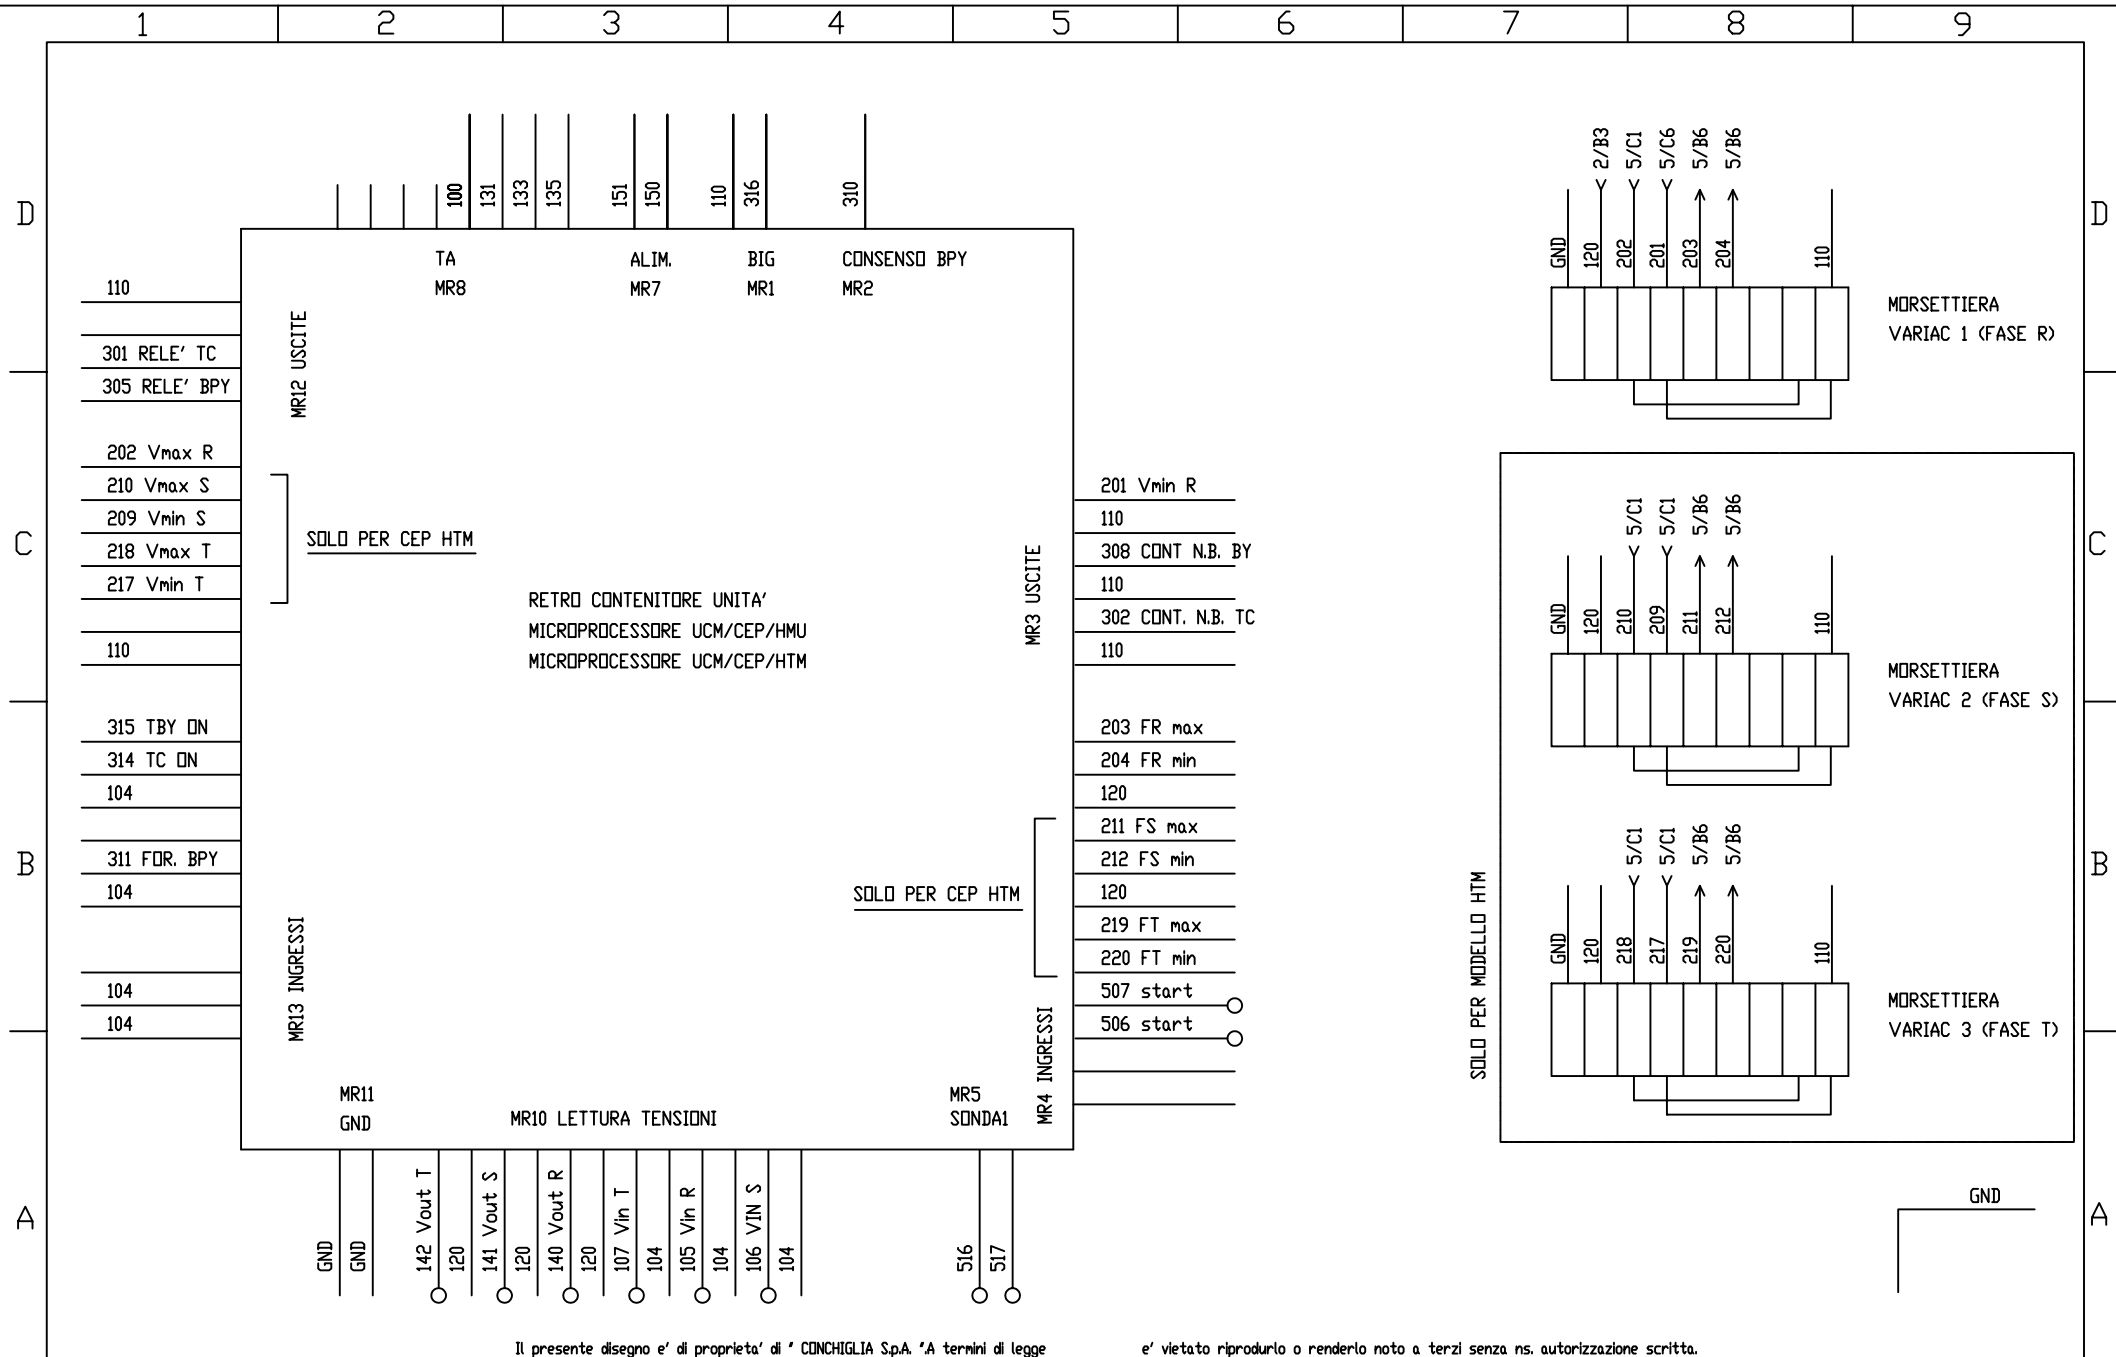 1 2 3 4 5 6 7 8 9
D
D
C
C
B
B
A
A
100 131 133 135 151 150 110 316 310
TA
MR8
ALIM.
MR7
BIG
MR1
CONSENSO BPY
MR2
MR12 USCITE
110
301 RELE' TC
305 RELE' BPY
202 Vmax R
210 Vmax S
209 Vmin S
218 Vmax T
217 Vmin T
110
SOLO PER CEP HTM
RETRO CONTENITORE UNITA'
MICROPROCESSORE UCM/CEP/HMU
MICROPROCESSORE UCM/CEP/HTM
315 TBY ON
314 TC ON
104
311 FOR. BPY
104
104
104
MR13 INGRESSI
MR3 USCITE
201 Vmin R
110
308 CONT N.B. BY
110
302 CONT. N.B. TC
110
203 FR max
204 FR min
120
211 FS max
212 FS min
120
219 FT max
220 FT min
507 start
506 start
SOLO PER CEP HTM
MR4 INGRESSI
MR11
GND
MR10 LETTURA TENSIONI
MR5
SONDA1
GND
GND
142 Vout T
120
141 Vout S
120
140 Vout R
120
107 Vin T
104
105 Vin R
104
106 VIN S
104
516
517
2/B3 5/C1 5/C6 5/B6 5/B6
GND 120 202 201 203 204 110
MORSETTIERA
VARIAC 1 (FASE R)
5/C1 5/C1 5/B6 5/B6
GND 120 210 209 211 212 110
MORSETTIERA
VARIAC 2 (FASE S)
5/C1 5/C1 5/B6 5/B6
GND 120 218 217 219 220 110
MORSETTIERA
VARIAC 3 (FASE T)
SOLO PER MODELLO HTM
GND
Il presente disegno e' di proprieta' di " CONCHIGLIA S.p.A. ".A termini di legge e' vietato riprodurlo o renderlo noto a terzi senza ns. autorizzazione scritta.